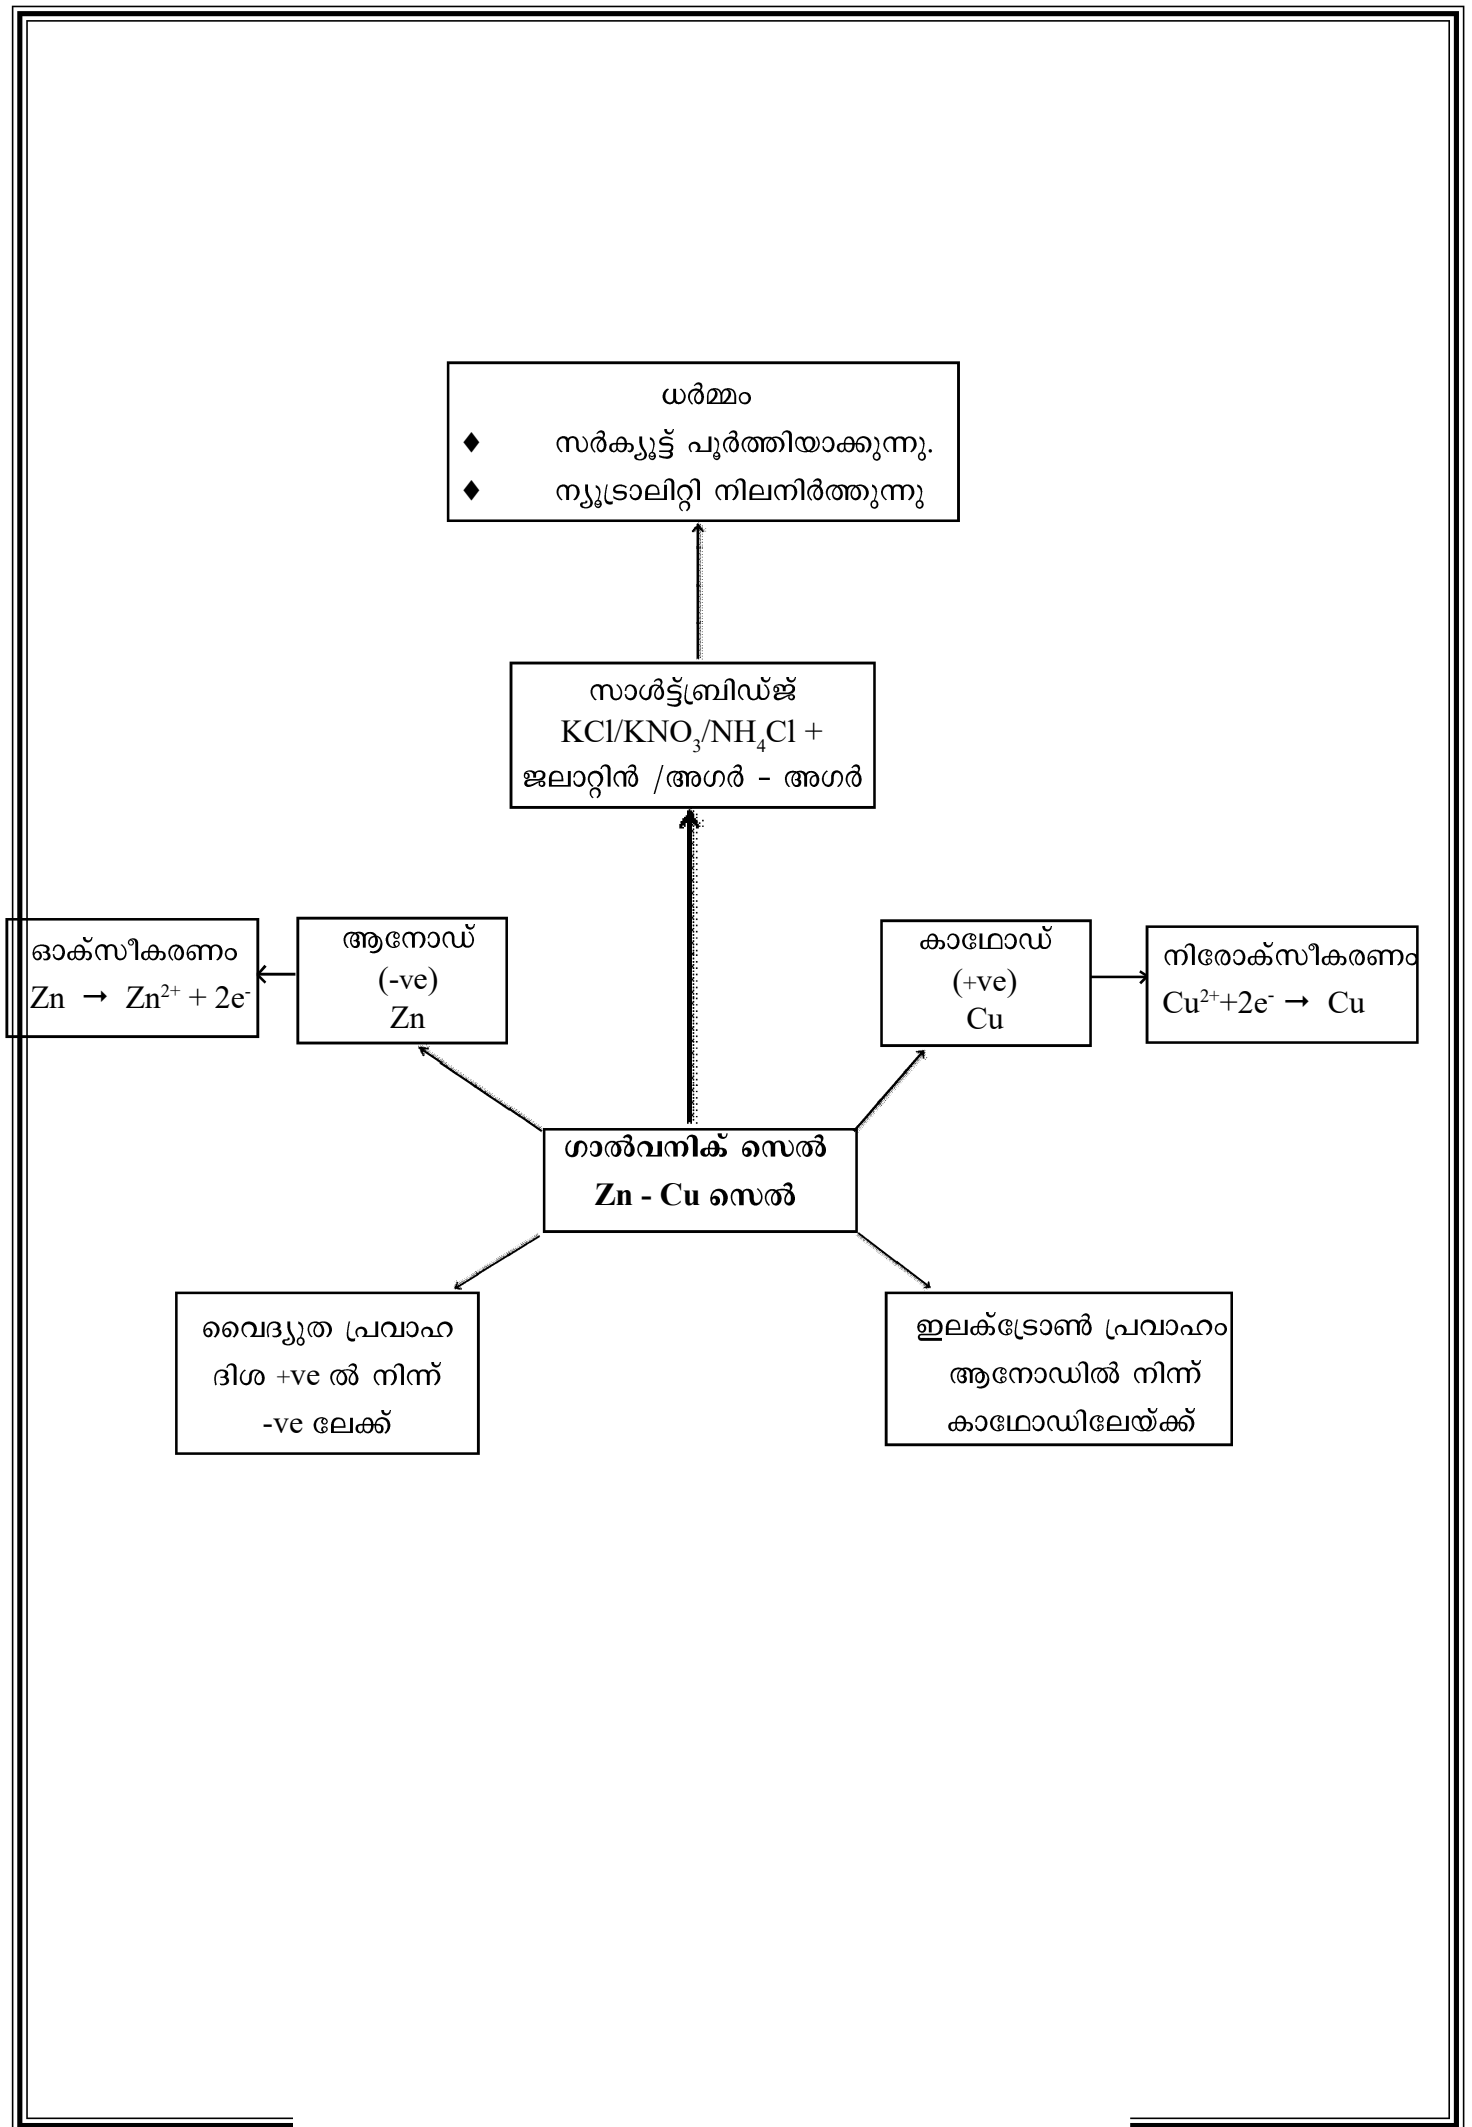 ധർമ്മം
♦ സർക്യൂട്ട് പൂർത്തിയാക്കുന്നു.
♦ ന്യൂട്രാലിറ്റി നിലനിർത്തുന്നു
സാൾട്ട്ബ്രിഡ്ജ്
KCl/KNO₃/NH₄Cl +
ജലാറ്റിൻ /അഗർ - അഗർ
ഓക്സീകരണം
Zn → Zn²⁺ + 2e⁻
ആനോഡ്
(-ve)
Zn
കാഥോഡ്
(+ve)
Cu
നിരോക്സീകരണം
Cu²⁺+2e⁻ → Cu
ഗാൽവനിക് സെൽ
Zn - Cu സെൽ
വൈദ്യുത പ്രവാഹ
ദിശ +ve ൽ നിന്ന്
-ve ലേക്ക്
ഇലക്ട്രോൺ പ്രവാഹം
ആനോഡിൽ നിന്ന്
കാഥോഡിലേയ്ക്ക്